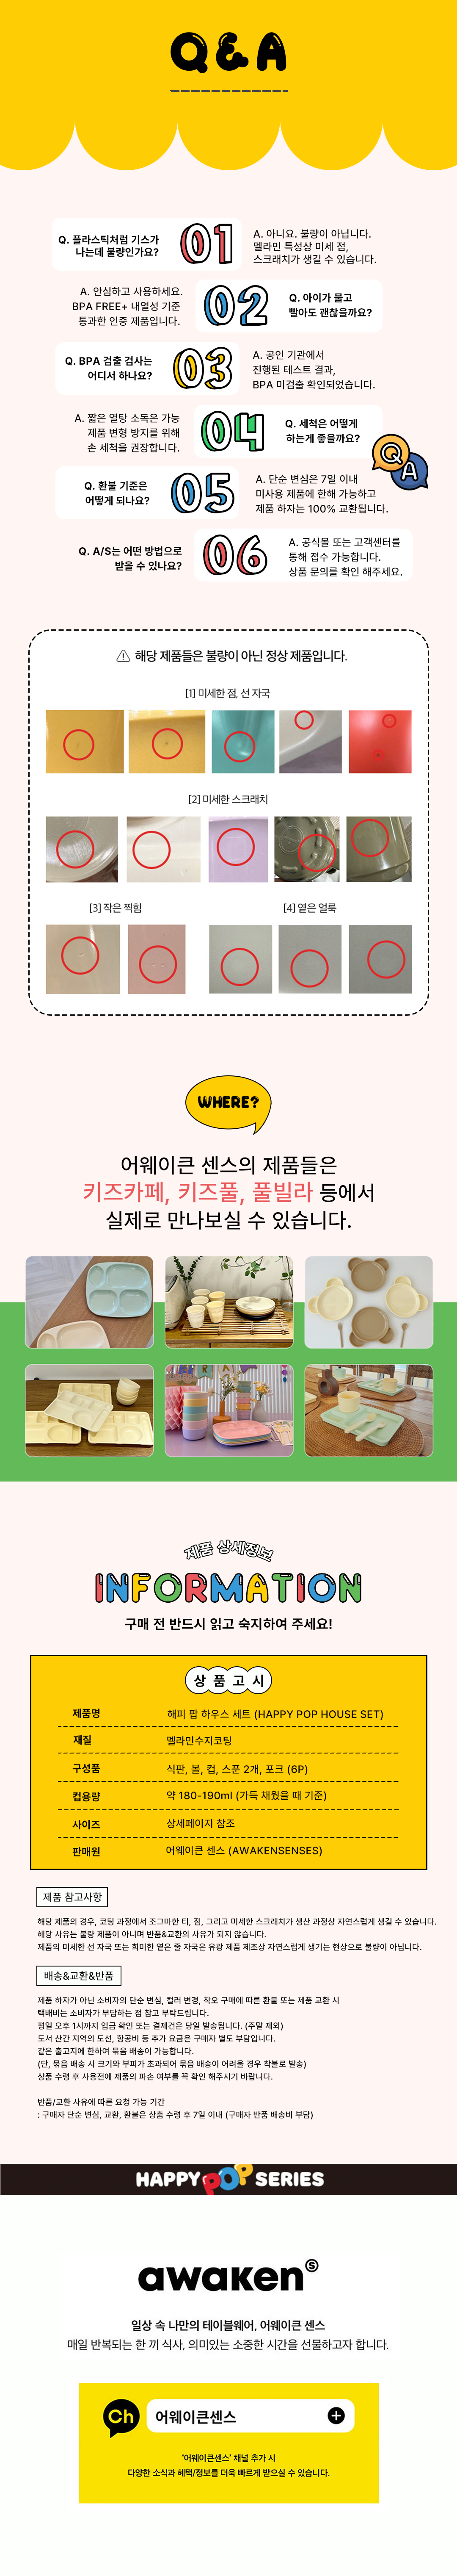 Q&A
Q. 플라스틱처럼 기스가
나는데 불량인가요?
01
A. 아니요. 불량이 아닙니다.
멜라민 특성상 미세 점,
스크래치가 생길 수 있습니다.
A. 안심하고 사용하세요.
BPA FREE+ 내열성 기준
통과한 인증 제품입니다.
02
Q. 아이가 물고
빨아도 괜찮을까요?
Q. BPA 검출 검사는
어디서 하나요?
03
A. 공인 기관에서
진행된 테스트 결과,
BPA 미검출 확인되었습니다.
A. 짧은 열탕 소독은 가능
제품 변형 방지를 위해
손 세척을 권장합니다.
04
Q. 세척은 어떻게
하는게 좋을까요?
Q
A
Q. 환불 기준은
어떻게 되나요?
05
A. 단순 변심은 7일 이내
미사용 제품에 한해 가능하고
제품 하자는 100% 교환됩니다.
Q. A/S는 어떤 방법으로
받을 수 있나요?
06
A. 공식몰 또는 고객센터를
통해 접수 가능합니다.
상품 문의를 확인 해주세요.
해당 제품들은 불량이 아닌 정상 제품입니다.
[1] 미세한 점, 선 자국
[2] 미세한 스크래치
[3] 작은 찍힘
[4] 옅은 얼룩
WHERE?
어웨이큰 센스의 제품들은
키즈카페, 키즈풀, 풀빌라 등에서
실제로 만나보실 수 있습니다.
제품 상세정보
INFORMATION
구매 전 반드시 읽고 숙지하여 주세요!
상품고시
제품명 해피 팝 하우스 세트 (HAPPY POP HOUSE SET)
재질 멜라민수지코팅
구성품 식판, 볼, 컵, 스푼 2개, 포크 (6P)
컵용량 약 180-190ml (가득 채웠을 때 기준)
사이즈 상세페이지 참조
판매원 어웨이큰 센스 (AWAKENSENSES)
제품 참고사항
해당 제품의 경우, 코팅 과정에서 조그마한 티, 점, 그리고 미세한 스크래치가 생산 과정상 자연스럽게 생길 수 있습니다.
해당 사유는 불량 제품이 아니며 반품&교환의 사유가 되지 않습니다.
제품의 미세한 선 자국 또는 희미한 옅은 줄 자국은 유광 제품 제조상 자연스럽게 생기는 현상으로 불량이 아닙니다.
배송&교환&반품
제품 하자가 아닌 소비자의 단순 변심, 컬러 변경, 착오 구매에 따른 환불 또는 제품 교환 시
택배비는 소비자가 부담하는 점 참고 부탁드립니다.
평일 오후 1시까지 입금 확인 또는 결제건은 당일 발송됩니다. (주말 제외)
도서 산간 지역의 도선, 항공비 등 추가 요금은 구매자 별도 부담입니다.
같은 출고지에 한하여 묶음 배송이 가능합니다.
(단, 묶음 배송 시 크기와 부피가 초과되어 묶음 배송이 어려울 경우 착불로 발송)
상품 수령 후 사용전에 제품의 파손 여부를 꼭 확인 해주시기 바랍니다.
반품/교환 사유에 따른 요청 가능 기간
: 구매자 단순 변심, 교환, 환불은 상춤 수령 후 7일 이내 (구매자 반품 배송비 부담)
HAPPY POP SERIES
awaken S
일상 속 나만의 테이블웨어, 어웨이큰 센스
매일 반복되는 한 끼 식사, 의미있는 소중한 시간을 선물하고자 합니다.
Ch
어웨이큰센스
'어웨이큰센스' 채널 추가 시
다양한 소식과 혜택/정보를 더욱 빠르게 받으실 수 있습니다.